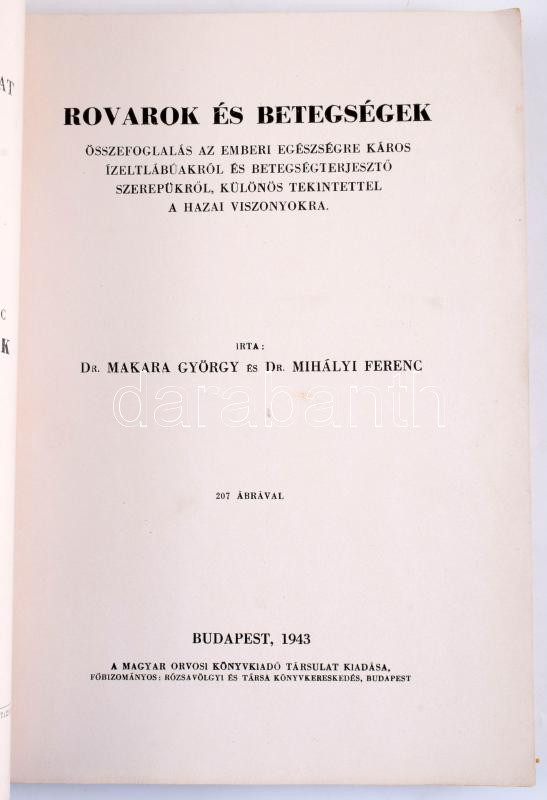 AT
C
K
ROVAROK ÉS BETEGSÉGEK
ÖSSZEFOGLALÁS AZ EMBERI EGÉSZSÉGRE KÁROS
ÍZELTLÁBÚAKRÓL ÉS BETEGSÉGTERJESZTŐ
SZEREPÜKRŐL, KÜLÖNÖS TEKINTETTEL
A HAZAI VISZONYOKRA.
IRTA:
DR. MAKARA GYÖRGY ÉS DR. MIHÁLYI FERENC
darabanth
207 ÁBRÁVAL
BUDAPEST, 1943
A MAGYAR ORVOSI KÖNYVKIADÓ TÁRSULAT KIADÁSA,
FŐBIZOMÁNYOS: RÓZSAVÖLGYI ÉS TÁRSA KÖNYVKERESKEDÉS, BUDAPEST